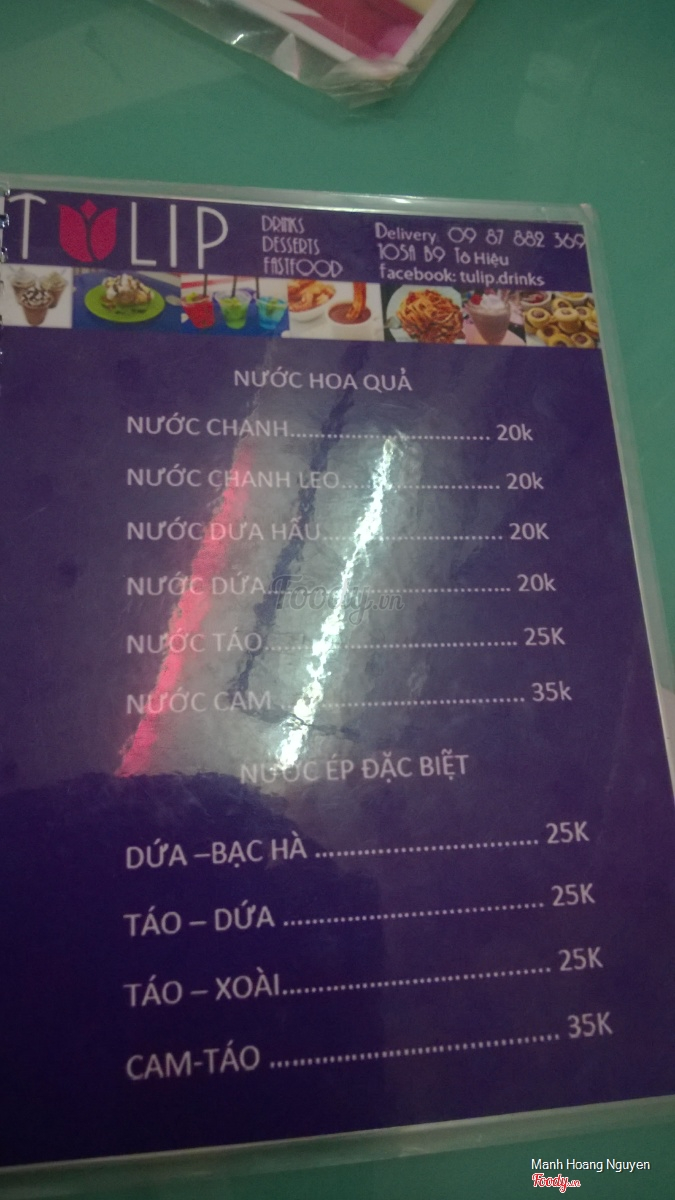 TULIP
DRINKS
DESSERTS
FASTFOOD
Delivery. 09 87 882 369
105A D9 Tô Hiệu
facebook: tulip.drinks
NƯỚC HOA QUẢ
NƯỚC CHANH.................................. 20k
NƯỚC CHANH LEO........................... 20k
NƯỚC DƯA HẤU.............................. 20K
NƯỚC DỨA........................................ 20k
NƯỚC TÁO......................................... 25K
NƯỚC CAM ........................................ 35k
Foody.vn
NƯỚC ÉP ĐẶC BIỆT
DỨA –BẠC HÀ .................................... 25K
TÁO – DỨA ......................................... 25K
TÁO – XOÀI......................................... 25K
CAM-TÁO ............................................ 35K
Manh Hoang Nguyen
Foody.vn